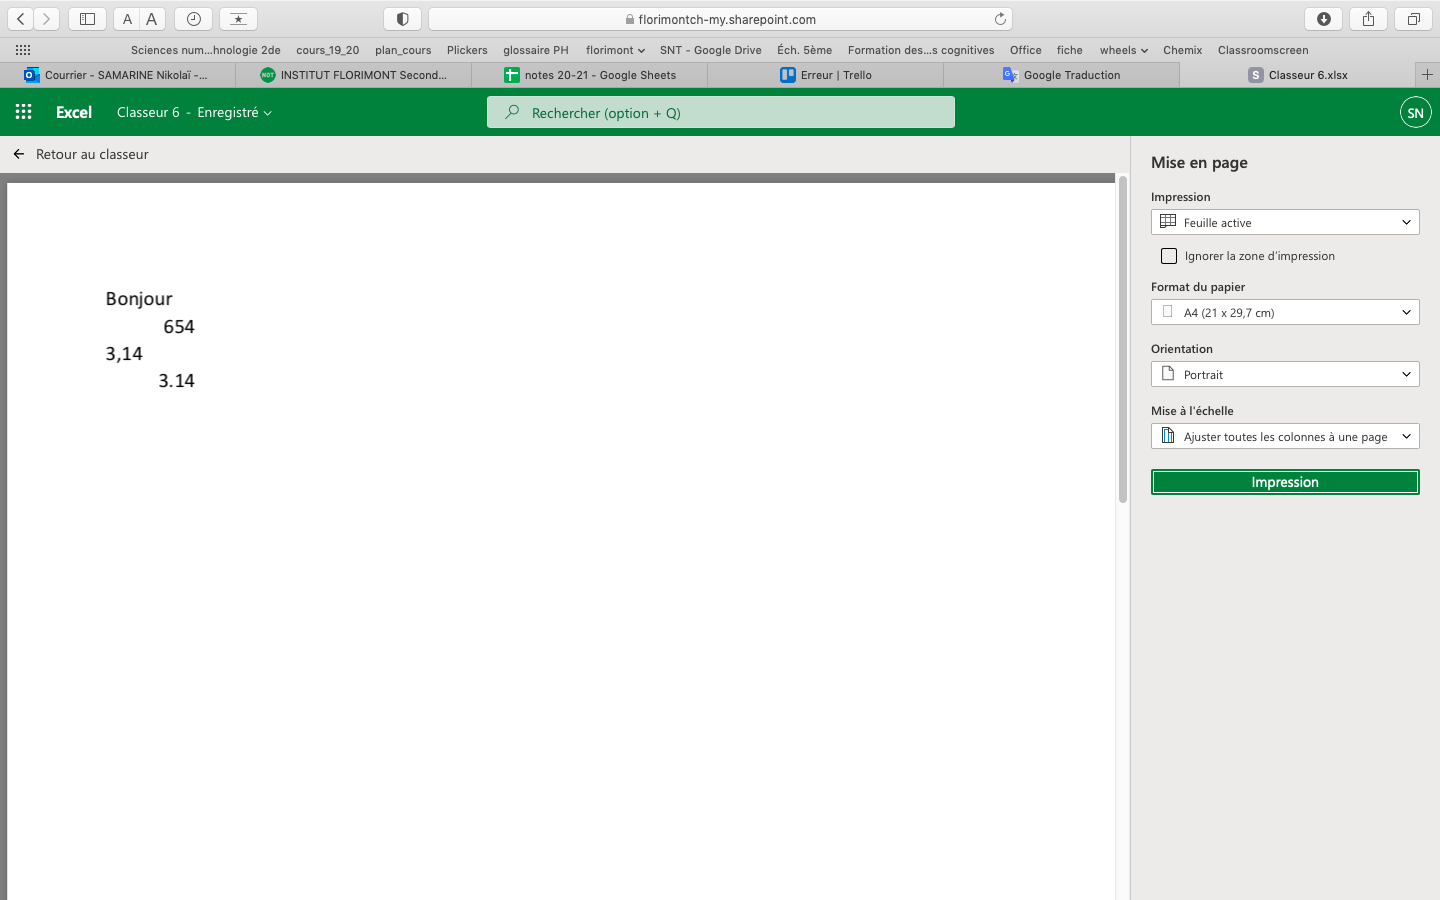 florimontch-my.sharepoint.com
Sciences num...hnologie 2de cours_19_20 plan_cours Plickers glossaire PH florimont SNT - Google Drive Éch. 5ème Formation des...s cognitives Office fiche wheels Chemix Classroomscreen
Courrier - SAMARINE Nikolaï -... INSTITUT FLORIMONT Second... notes 20-21 - Google Sheets Erreur | Trello Google Traduction S Classeur 6.xlsx
Excel Classeur 6 - Enregistré Rechercher (option + Q) SN
Retour au classeur
Bonjour
654
3,14
3.14
Mise en page
Impression
Feuille active
Ignorer la zone d'impression
Format du papier
A4 (21 x 29,7 cm)
Orientation
Portrait
Mise à l'échelle
Ajuster toutes les colonnes à une page
Impression